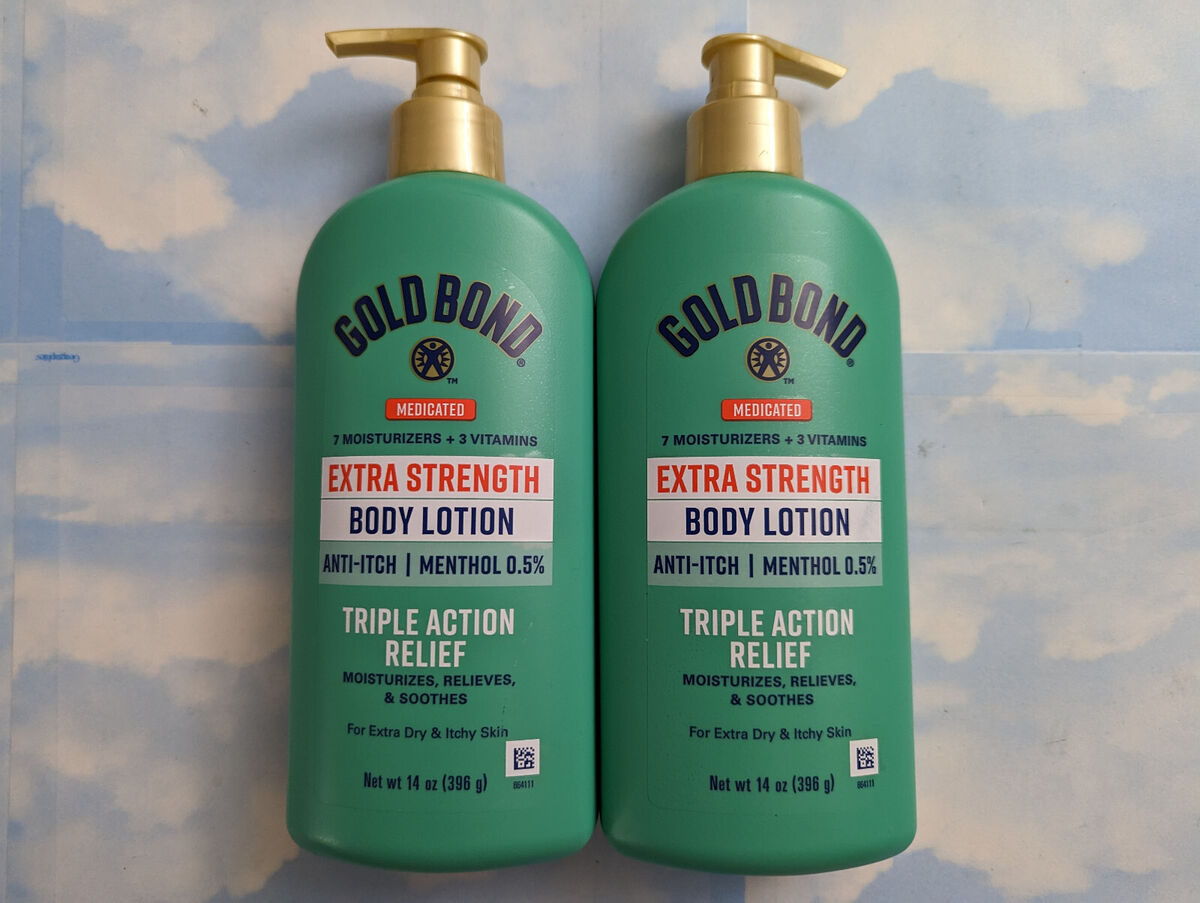 GOLD BOND®
TM
MEDICATED
7 MOISTURIZERS + 3 VITAMINS
EXTRA STRENGTH
BODY LOTION
ANTI-ITCH | MENTHOL 0.5%
TRIPLE ACTION
RELIEF
MOISTURIZES, RELIEVES,
& SOOTHES
For Extra Dry & Itchy Skin
Net wt 14 oz (396 g)
664111
GOLD BOND®
TM
MEDICATED
7 MOISTURIZERS + 3 VITAMINS
EXTRA STRENGTH
BODY LOTION
ANTI-ITCH | MENTHOL 0.5%
TRIPLE ACTION
RELIEF
MOISTURIZES, RELIEVES,
& SOOTHES
For Extra Dry & Itchy Skin
Net wt 14 oz (396 g)
664111